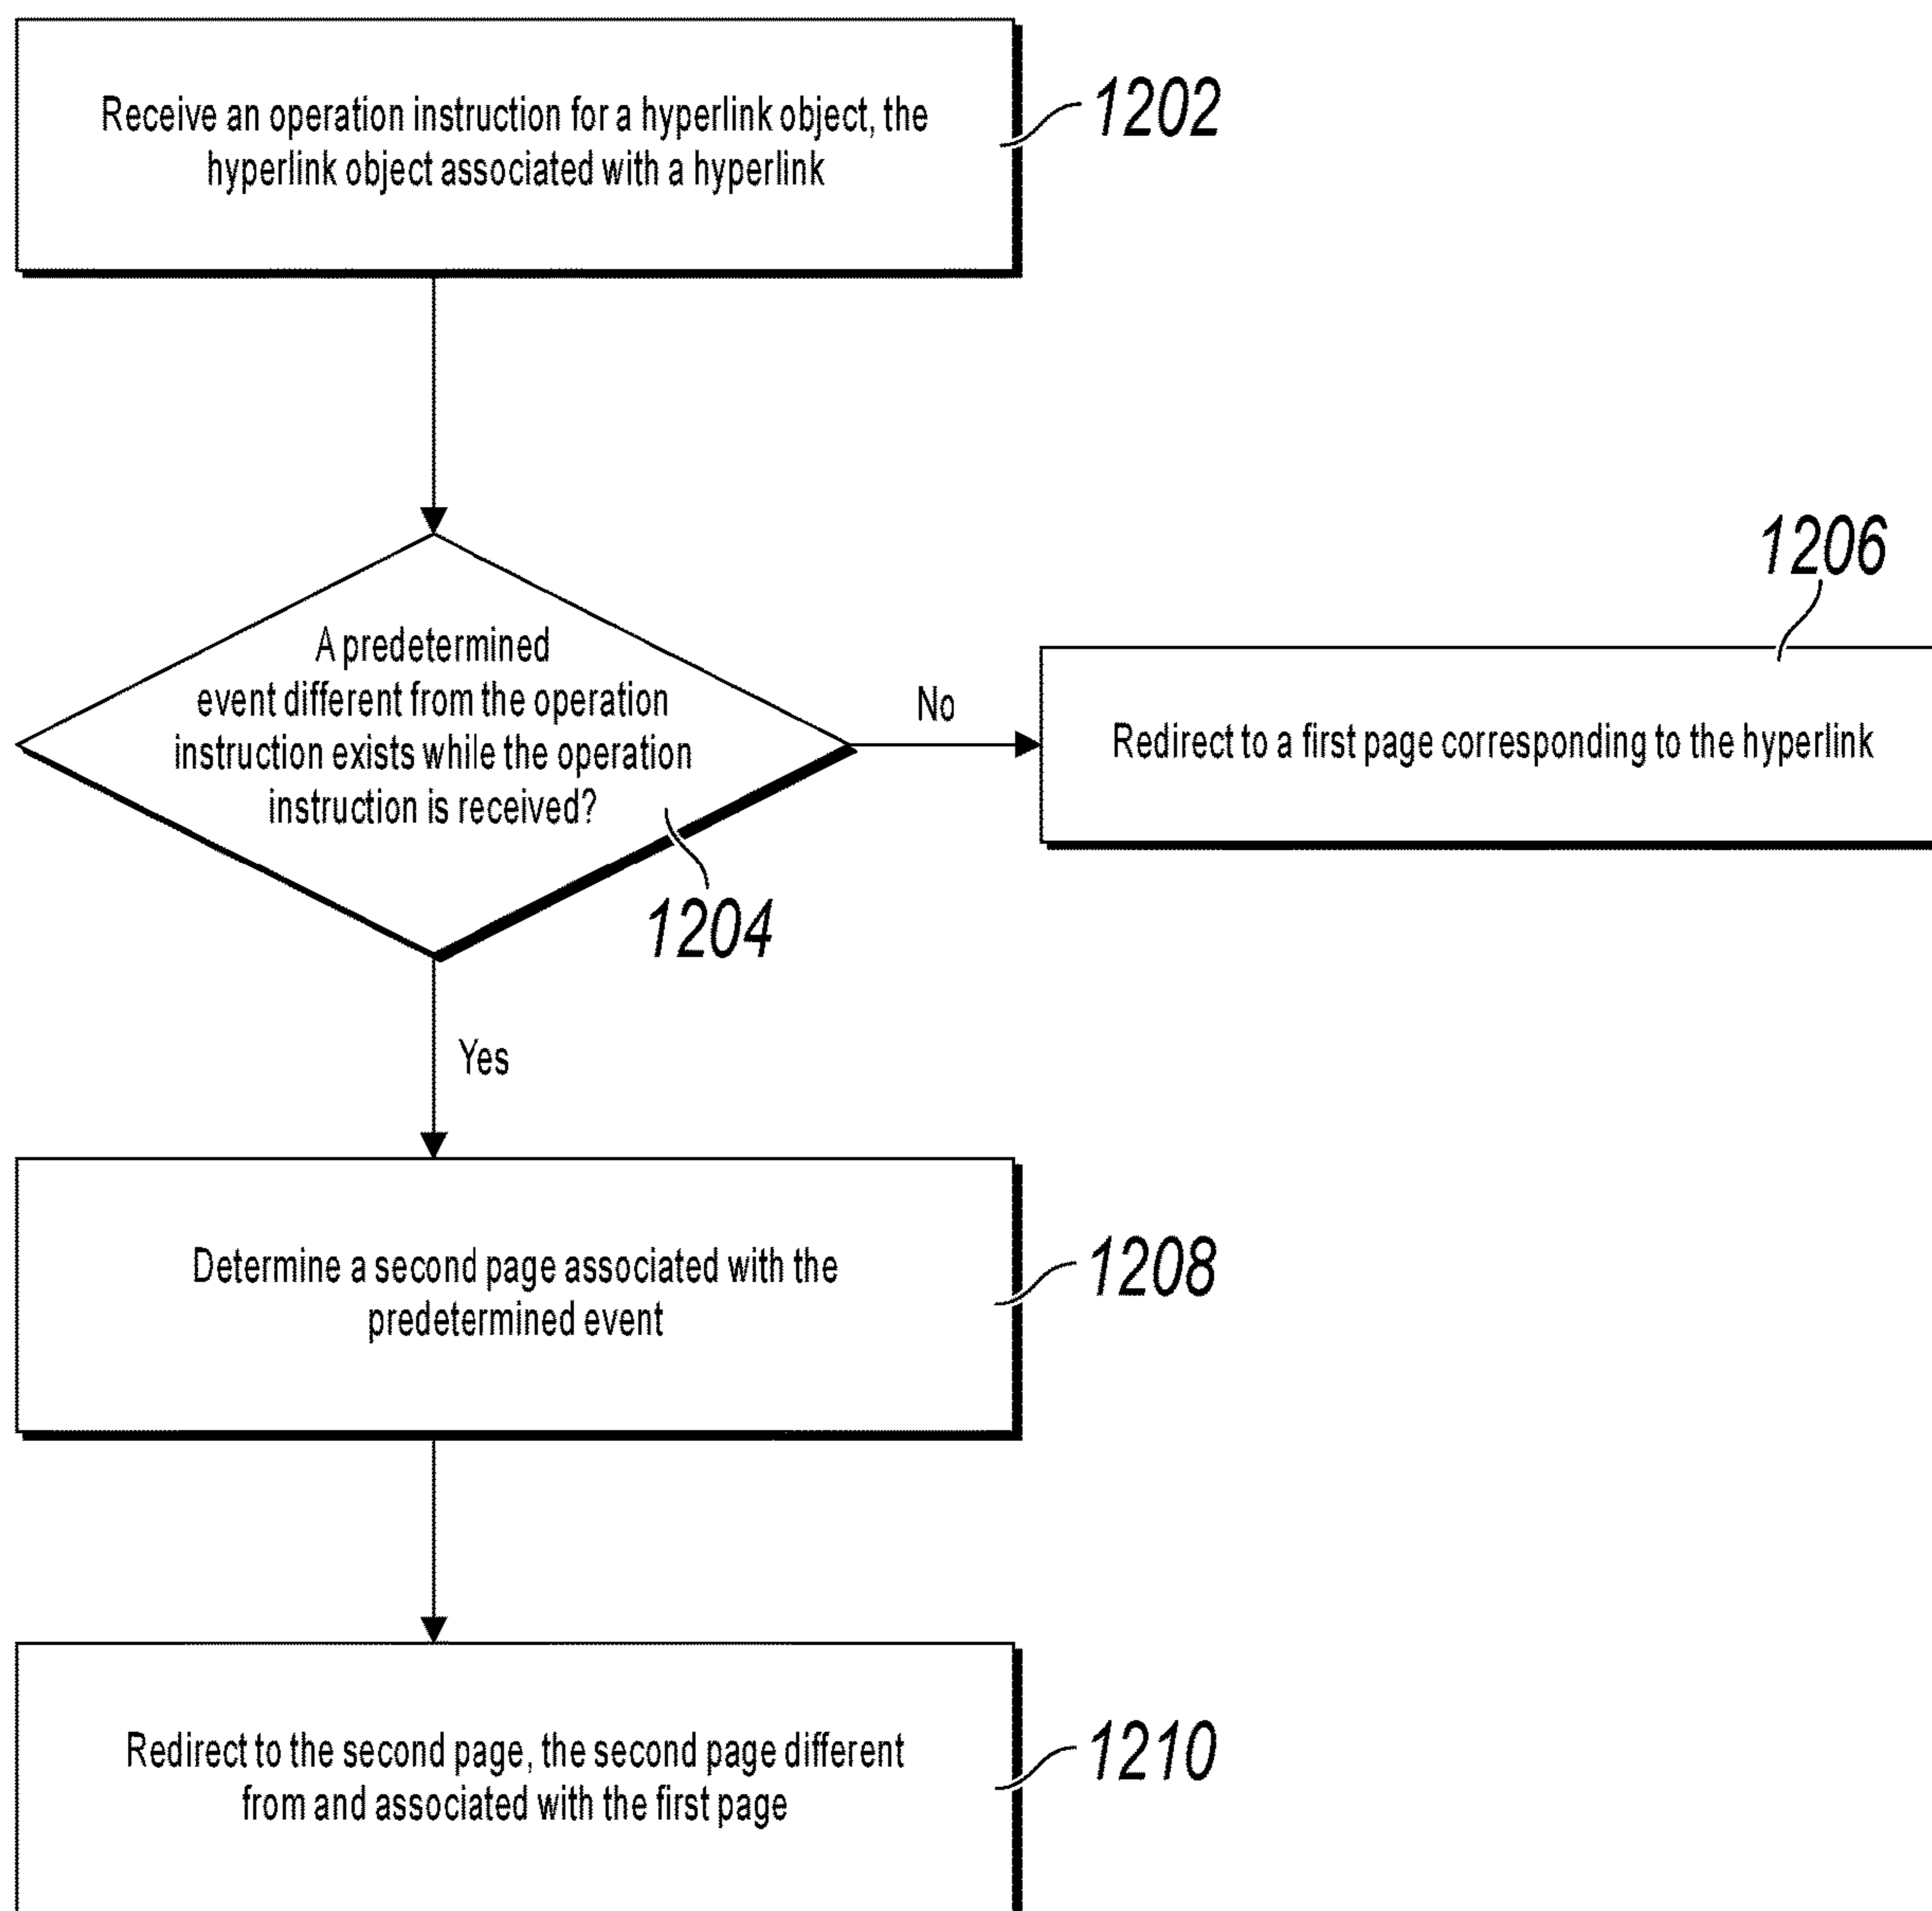 Receive an operation instruction for a hyperlink object, the
hyperlink object associated with a hyperlink
1202
A predetermined
event different from the operation
instruction exists while the operation
instruction is received?
1204
No
1206
Redirect to a first page corresponding to the hyperlink
Yes
Determine a second page associated with the
predetermined event
1208
Redirect to the second page, the second page different
from and associated with the first page
1210